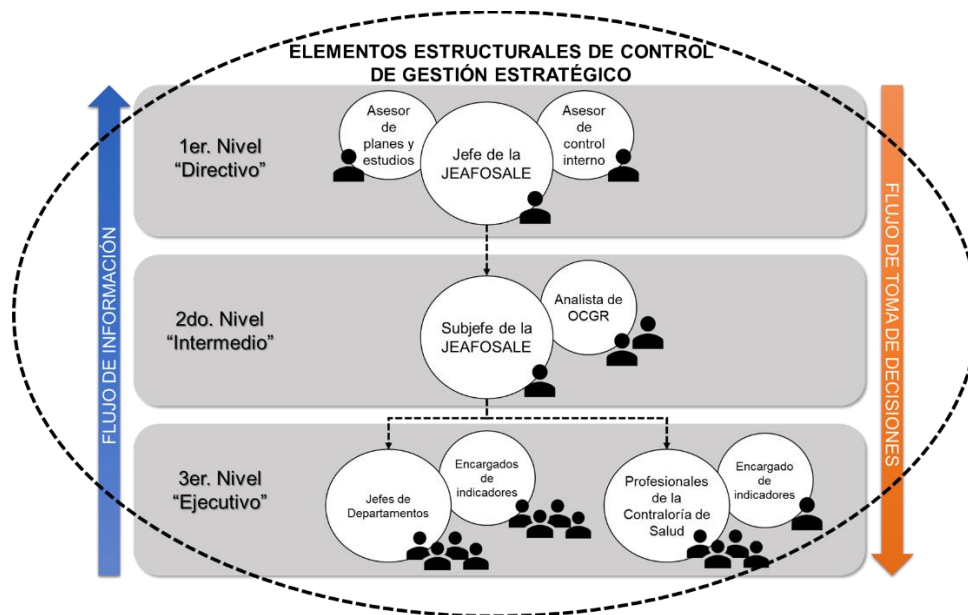 ELEMENTOS ESTRUCTURALES DE CONTROL
DE GESTIÓN ESTRATÉGICO
FLUJO DE INFORMACIÓN
FLUJO DE TOMA DE DECISIONES
1er. Nivel
“Directivo”
Asesor
de
planes y
estudios
Jefe de la
JEAFOSALE
Asesor
de
control
interno
2do. Nivel
“Intermedio”
Subjefe de la
JEAFOSALE
Analista de
OCGR
3er. Nivel
“Ejecutivo”
Jefes de
Departamentos
Encargados
de
indicadores
Profesionales
de la
Contraloría de
Salud
Encargado
de
indicadores